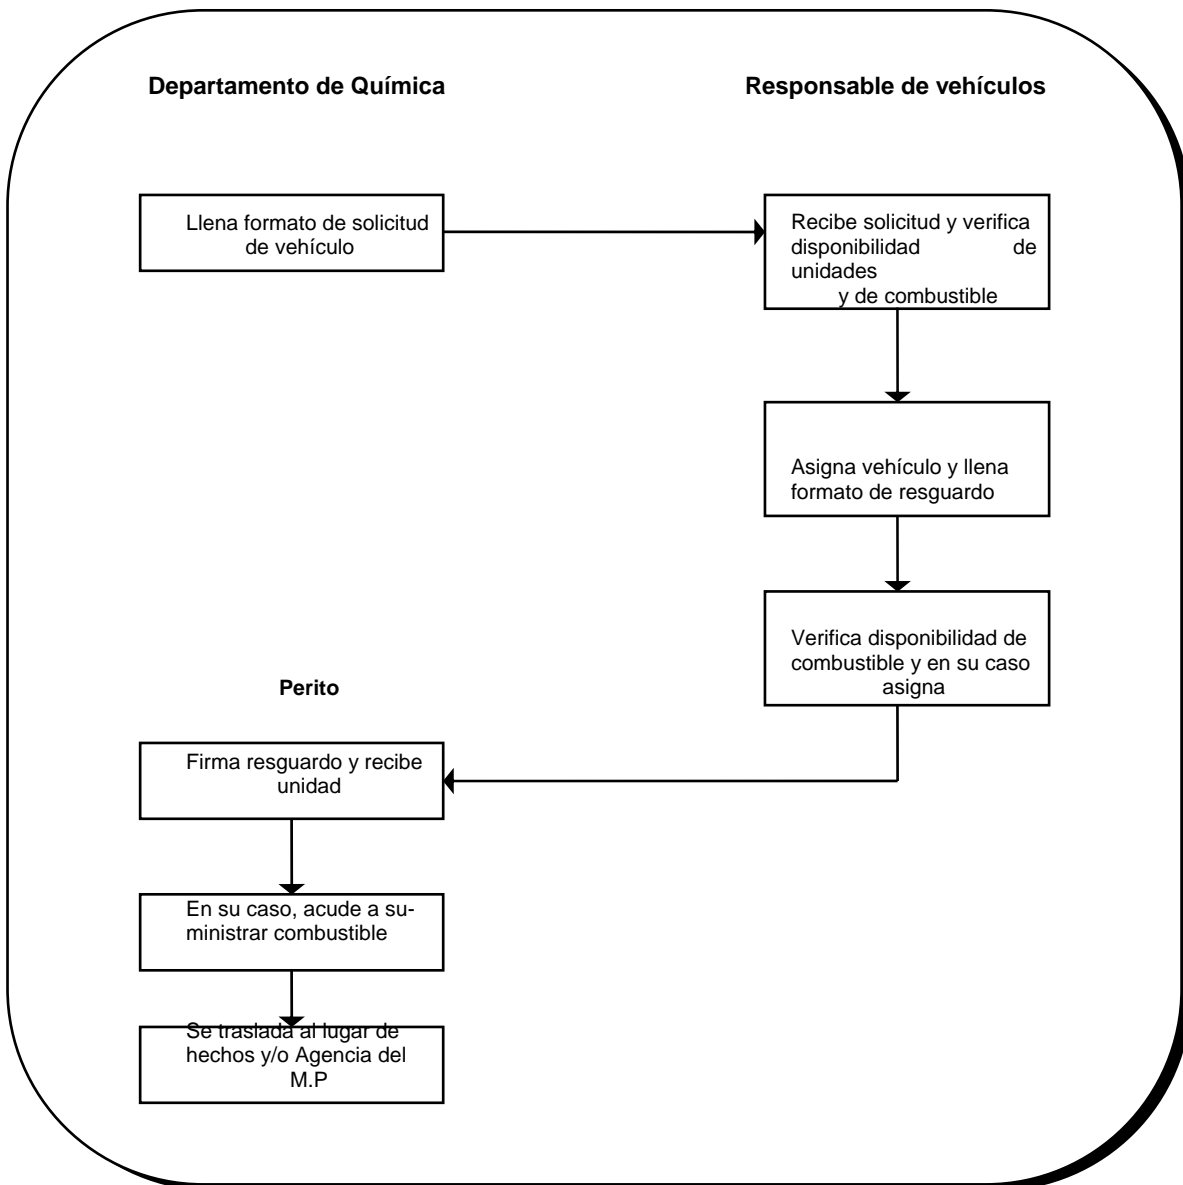 Departamento de Química
Responsable de vehículos
Llena formato de solicitud
de vehículo
Recibe solicitud y verifica
disponibilidad de
unidades
y de combustible
Asigna vehículo y llena
formato de resguardo
Verifica disponibilidad de
combustible y en su caso
asigna
Perito
Firma resguardo y recibe
unidad
En su caso, acude a su-
ministrar combustible
Se traslada al lugar de
hechos y/o Agencia del
M.P